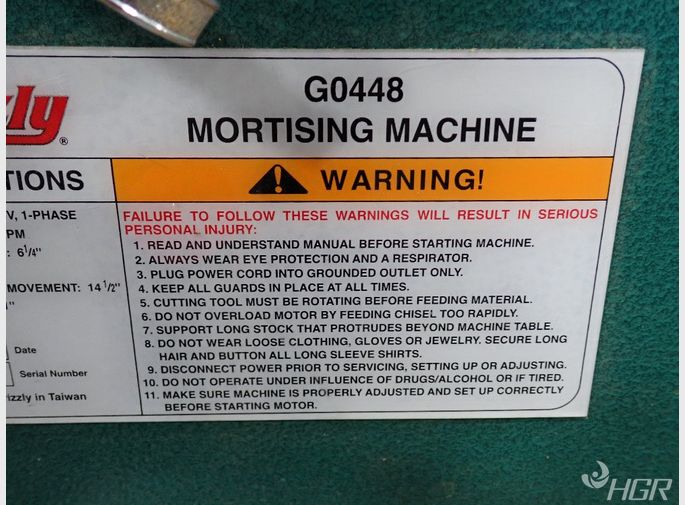 G0448
MORTISING MACHINE
®
TIONS
WARNING!
V, 1-PHASE
PM
: 6 1/4"
MOVEMENT: 14 1/2"
1"
Date
Serial Number
rizzly in Taiwan
FAILURE TO FOLLOW THESE WARNINGS WILL RESULT IN SERIOUS
PERSONAL INJURY:
1. READ AND UNDERSTAND MANUAL BEFORE STARTING MACHINE.
2. ALWAYS WEAR EYE PROTECTION AND A RESPIRATOR.
3. PLUG POWER CORD INTO GROUNDED OUTLET ONLY.
4. KEEP ALL GUARDS IN PLACE AT ALL TIMES.
5. CUTTING TOOL MUST BE ROTATING BEFORE FEEDING MATERIAL.
6. DO NOT OVERLOAD MOTOR BY FEEDING CHISEL TOO RAPIDLY.
7. SUPPORT LONG STOCK THAT PROTRUDES BEYOND MACHINE TABLE.
8. DO NOT WEAR LOOSE CLOTHING, GLOVES OR JEWELRY. SECURE LONG
HAIR AND BUTTON ALL LONG SLEEVE SHIRTS.
9. DISCONNECT POWER PRIOR TO SERVICING, SETTING UP OR ADJUSTING.
10. DO NOT OPERATE UNDER INFLUENCE OF DRUGS/ALCOHOL OR IF TIRED.
11. MAKE SURE MACHINE IS PROPERLY ADJUSTED AND SET UP CORRECTLY
BEFORE STARTING MOTOR.
HGR